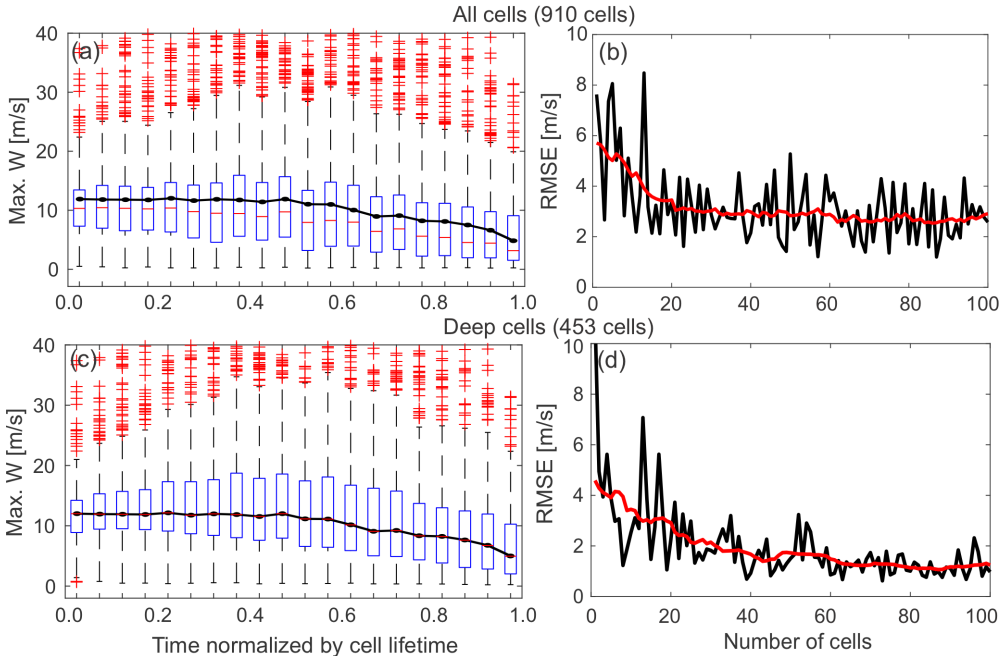 All cells (910 cells)
(a)
Max. W [m/s]
40
30
20
10
0
0.0 0.2 0.4 0.6 0.8 1.0
(b)
RMSE [m/s]
10
8
6
4
2
0
0 20 40 60 80 100
Deep cells (453 cells)
(c)
Max. W [m/s]
40
30
20
10
0
0.0 0.2 0.4 0.6 0.8 1.0
Time normalized by cell lifetime
(d)
RMSE [m/s]
10
8
6
4
2
0
0 20 40 60 80 100
Number of cells